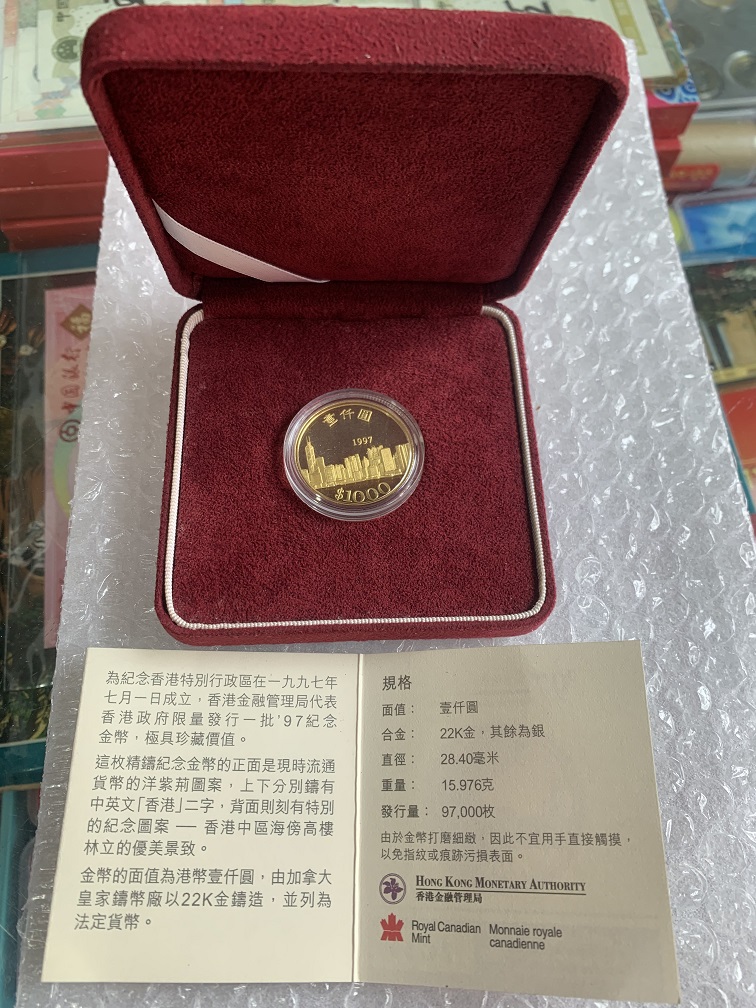 中国银行
壹仟圓
1997
$1000
為紀念香港特別行政區在一九九七年
七月一日成立，香港金融管理局代表
香港政府限量發行一批'97紀念
金幣，極具珍藏價值。
這枚精鑄紀念金幣的正面是現時流通
貨幣的洋紫荊圖案，上下分別鑄有
中英文「香港」二字，背面則刻有特別
的紀念圖案 — 香港中區海傍高樓
林立的優美景致。
金幣的面值為港幣壹仟圓，由加拿大
皇家鑄幣廠以22K金鑄造，並列為
法定貨幣。
規格
面值： 壹仟圓
合金： 22K金，其餘為銀
直徑： 28.40毫米
重量： 15.976克
發行量： 97,000枚
由於金幣打磨細緻，因此不宜用手直接觸摸，
以免指紋或痕跡污損表面。
HONG KONG MONETARY AUTHORITY
香港金融管理局
Royal Canadian Monnaie royale
Mint canadienne